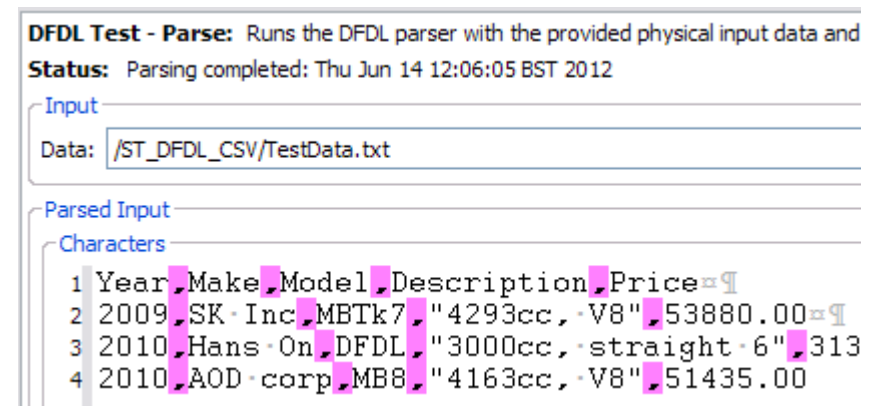 DFDL Test - Parse: Runs the DFDL parser with the provided physical input data and
Status: Parsing completed: Thu Jun 14 12:06:05 BST 2012
Input
Data: /ST_DFDL_CSV/TestData.txt
Parsed Input
Characters
1 Year,Make,Model,Description,Price¤¶
2 2009,SK·Inc,MBTk7,"4293cc,·V8",53880.00¤¶
3 2010,Hans·On,DFDL,"3000cc,·straight·6",313
4 2010,AOD·corp,MB8,"4163cc,·V8",51435.00